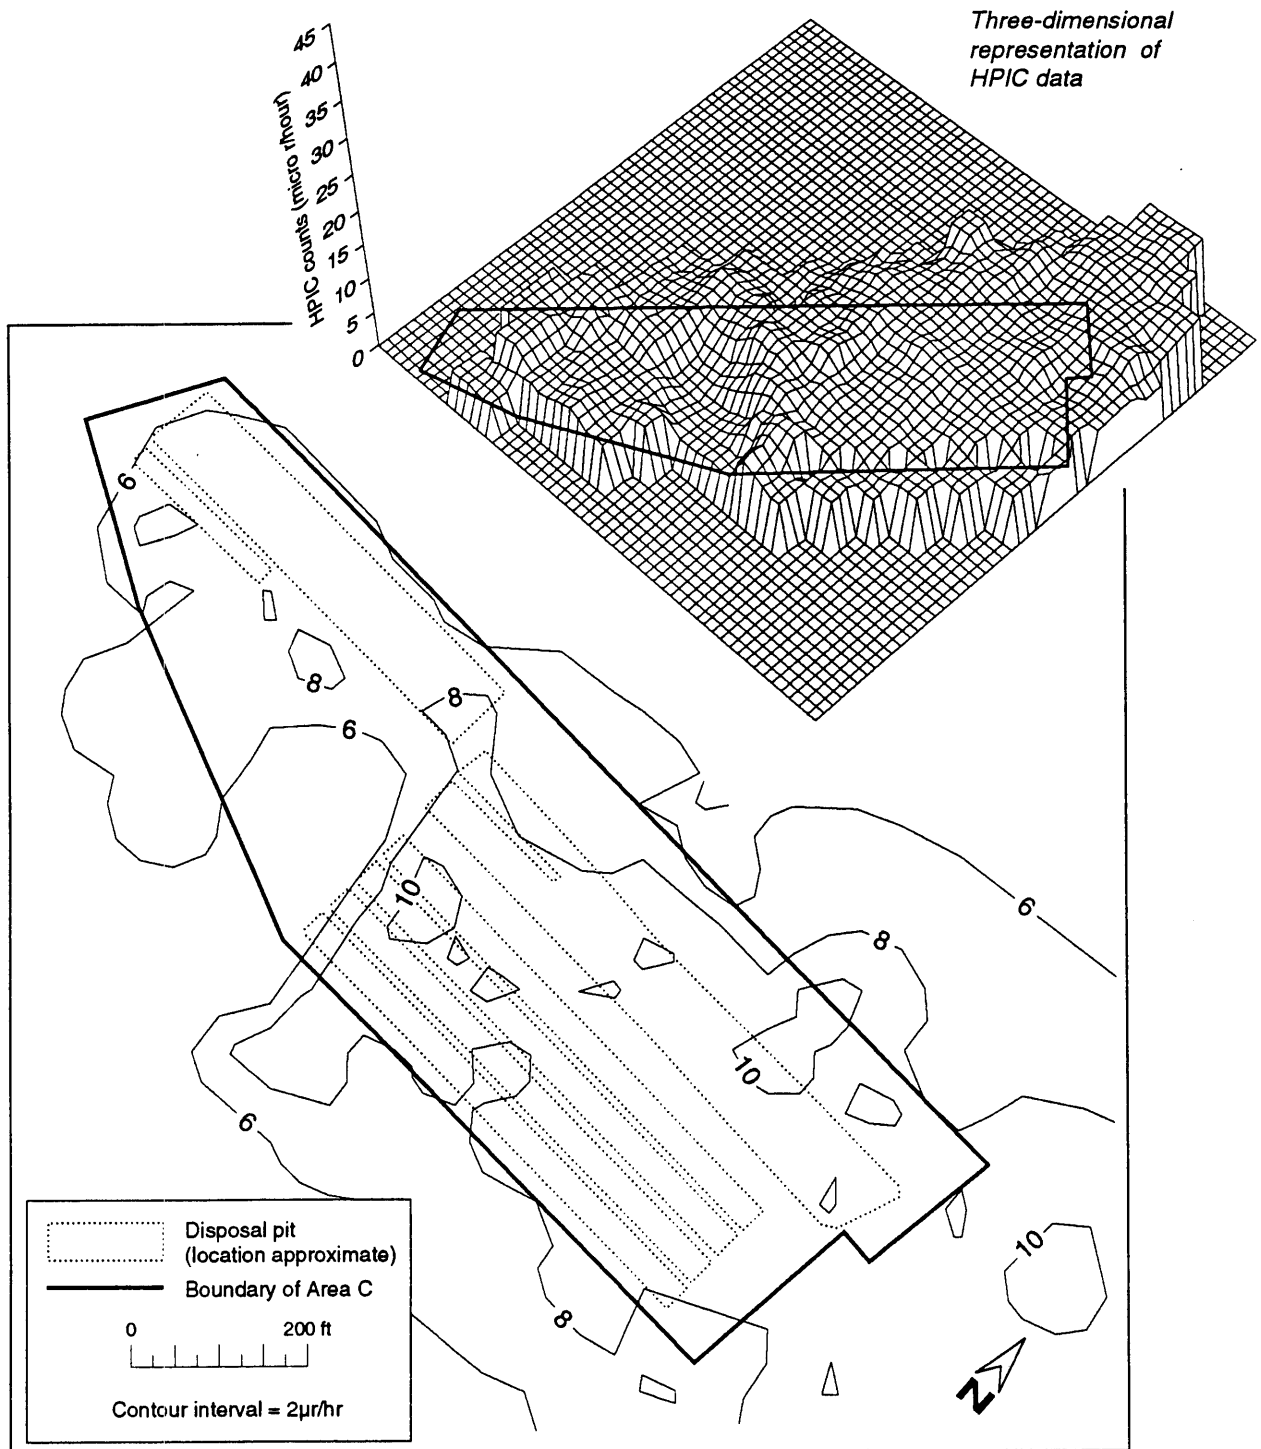 Three-dimensional
representation of
HPIC data
HPIC counts (micro r/hour)
45
40
35
30
25
20
15
10
5
0
6
8
8
6
10
6
8
10
6
10
8
Disposal pit
(location approximate)
Boundary of Area C
0 200 ft
Contour interval = 2µr/hr
N